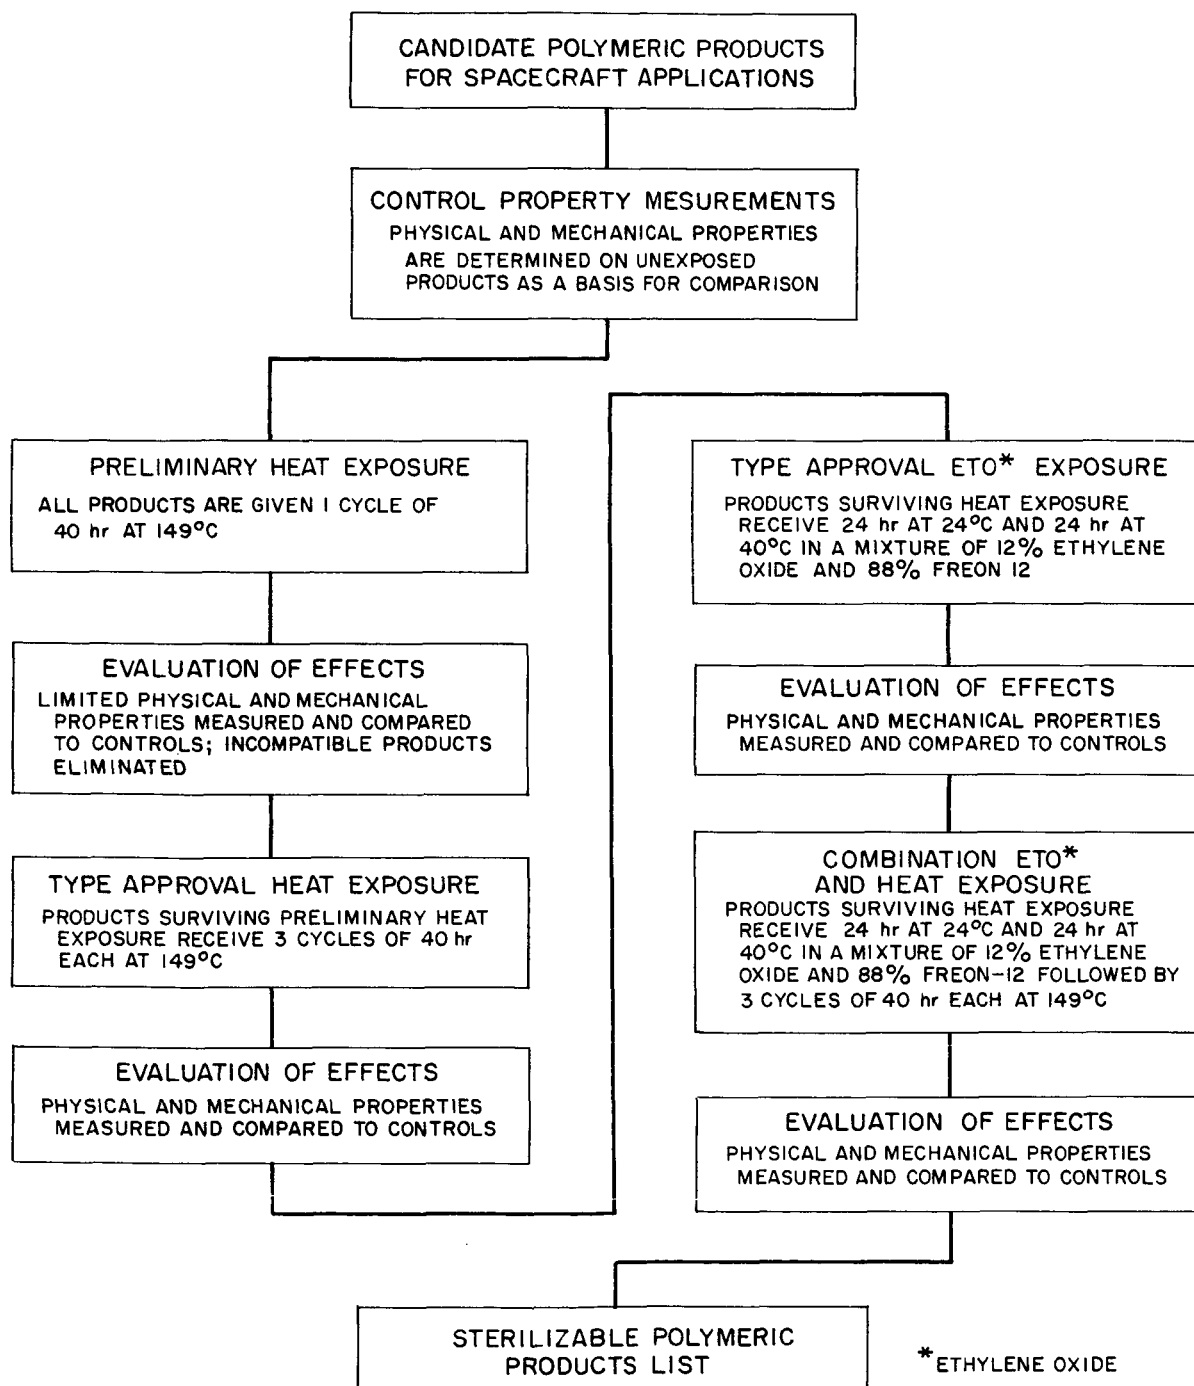 CANDIDATE POLYMERIC PRODUCTS
FOR SPACECRAFT APPLICATIONS
CONTROL PROPERTY MESUREMENTS
PHYSICAL AND MECHANICAL PROPERTIES
ARE DETERMINED ON UNEXPOSED
PRODUCTS AS A BASIS FOR COMPARISON
PRELIMINARY HEAT EXPOSURE
ALL PRODUCTS ARE GIVEN 1 CYCLE OF
40 hr AT 149°C
EVALUATION OF EFFECTS
LIMITED PHYSICAL AND MECHANICAL
PROPERTIES MEASURED AND COMPARED
TO CONTROLS; INCOMPATIBLE PRODUCTS
ELIMINATED
TYPE APPROVAL HEAT EXPOSURE
PRODUCTS SURVIVING PRELIMINARY HEAT
EXPOSURE RECEIVE 3 CYCLES OF 40 hr
EACH AT 149°C
EVALUATION OF EFFECTS
PHYSICAL AND MECHANICAL PROPERTIES
MEASURED AND COMPARED TO CONTROLS
TYPE APPROVAL ETO* EXPOSURE
PRODUCTS SURVIVING HEAT EXPOSURE
RECEIVE 24 hr AT 24°C AND 24 hr AT
40°C IN A MIXTURE OF 12% ETHYLENE
OXIDE AND 88% FREON 12
EVALUATION OF EFFECTS
PHYSICAL AND MECHANICAL PROPERTIES
MEASURED AND COMPARED TO CONTROLS
COMBINATION ETO*
AND HEAT EXPOSURE
PRODUCTS SURVIVING HEAT EXPOSURE
RECEIVE 24 hr AT 24°C AND 24 hr AT
40°C IN A MIXTURE OF 12% ETHYLENE
OXIDE AND 88% FREON-12 FOLLOWED BY
3 CYCLES OF 40 hr EACH AT 149°C
EVALUATION OF EFFECTS
PHYSICAL AND MECHANICAL PROPERTIES
MEASURED AND COMPARED TO CONTROLS
STERILIZABLE POLYMERIC
PRODUCTS LIST
*ETHYLENE OXIDE